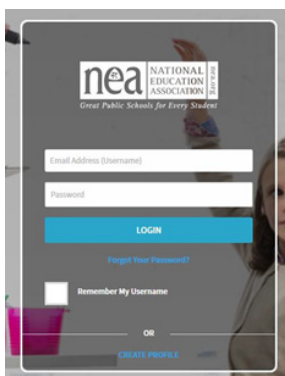 nea
NATIONAL
EDUCATION
ASSOCIATION
Great Public Schools for Every Student
Email Address (Username)
Password
LOGIN
Forgot Your Password?
Remember My Username
OR
CREATE PROFILE